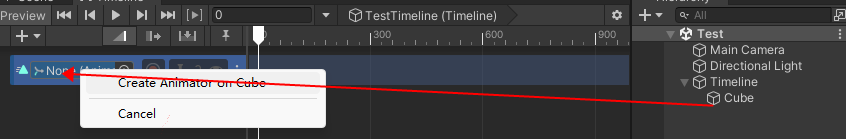 Preview 0 TestTimeline (Timeline)
Hierarchy
All
Test
Main Camera
Directional Light
Timeline
Cube
300 600 900
None (Anima
Create Animator on Cube
Cancel